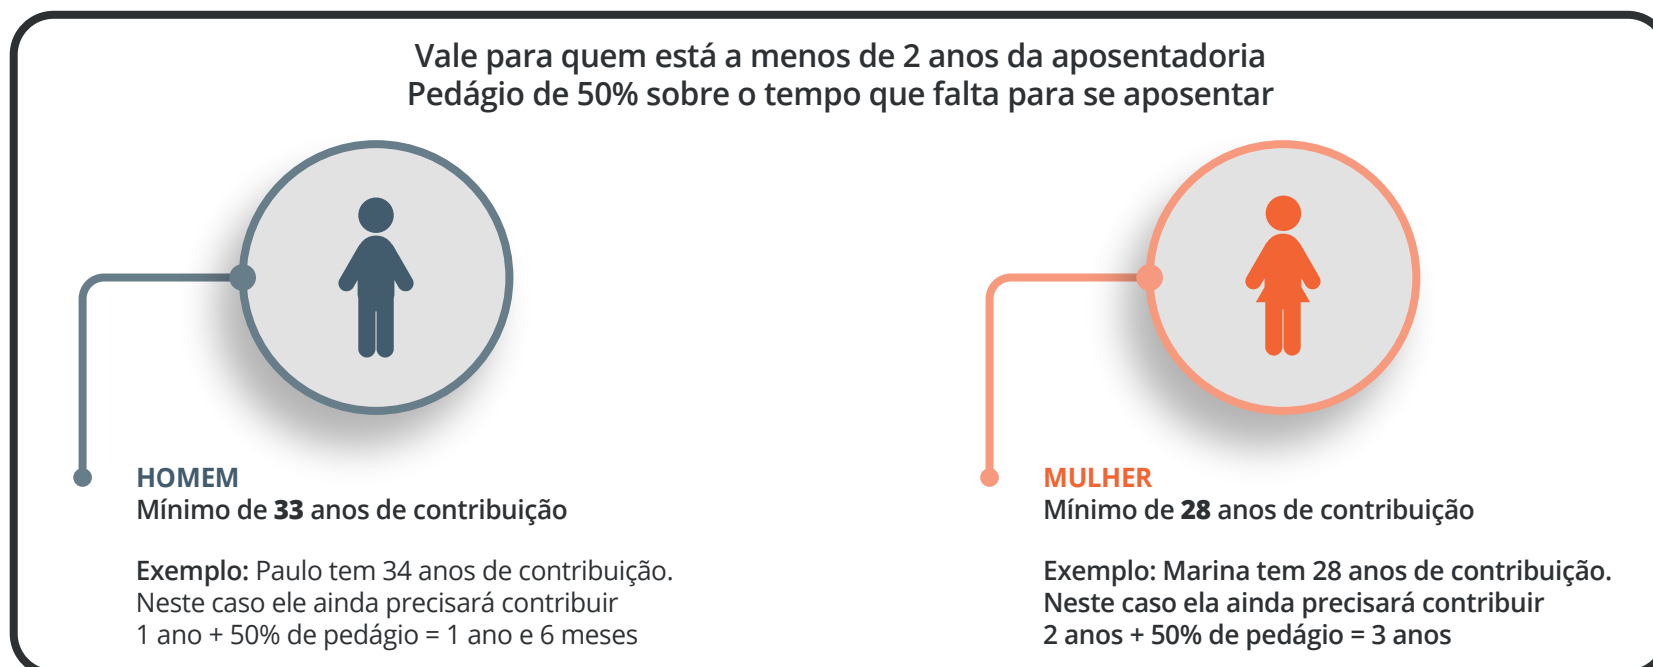 Vale para quem está a menos de 2 anos da aposentadoria
Pedágio de 50% sobre o tempo que falta para se aposentar
HOMEM
Mínimo de 33 anos de contribuição
Exemplo: Paulo tem 34 anos de contribuição.
Neste caso ele ainda precisará contribuir
1 ano + 50% de pedágio = 1 ano e 6 meses
MULHER
Mínimo de 28 anos de contribuição
Exemplo: Marina tem 28 anos de contribuição.
Neste caso ela ainda precisará contribuir
2 anos + 50% de pedágio = 3 anos